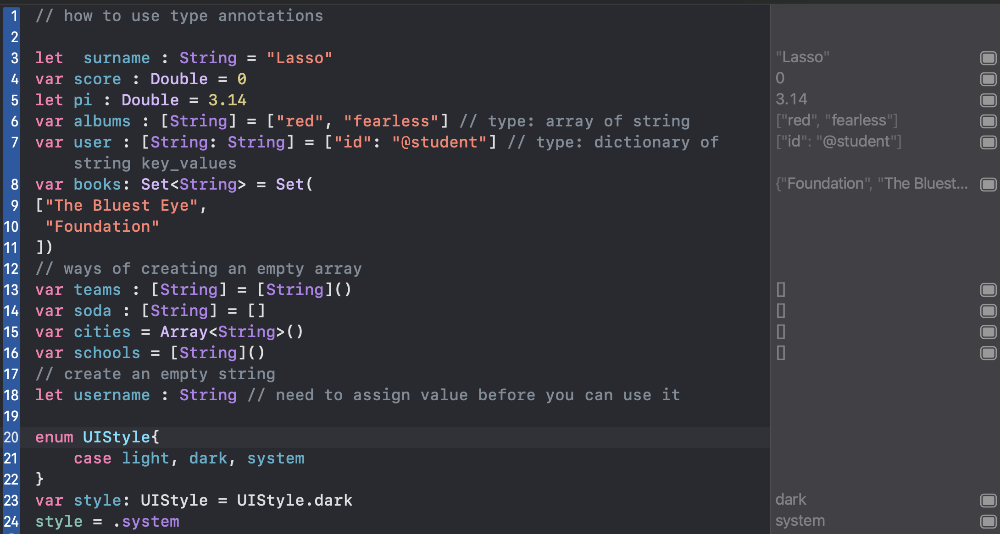 1 // how to use type annotations
2
3 let  surname : String = "Lasso" "Lasso"
4 var score : Double = 0 0
5 let pi : Double = 3.14 3.14
6 var albums : [String] = ["red", "fearless"] // type: array of string ["red", "fearless"]
7 var user : [String: String] = ["id": "@student"] // type: dictionary of ["id": "@student"]
string key_values
8 var books: Set<String> = Set( {"Foundation", "The Bluest...
9 ["The Bluest Eye",
10  "Foundation"
11 ])
12 // ways of creating an empty array
13 var teams : [String] = [String]() []
14 var soda : [String] = [] []
15 var cities = Array<String>() []
16 var schools = [String]() []
17 // create an empty string
18 let username : String // need to assign value before you can use it
19
20 enum UIStyle{
21     case light, dark, system
22 }
23 var style: UIStyle = UIStyle.dark dark
24 style = .system system